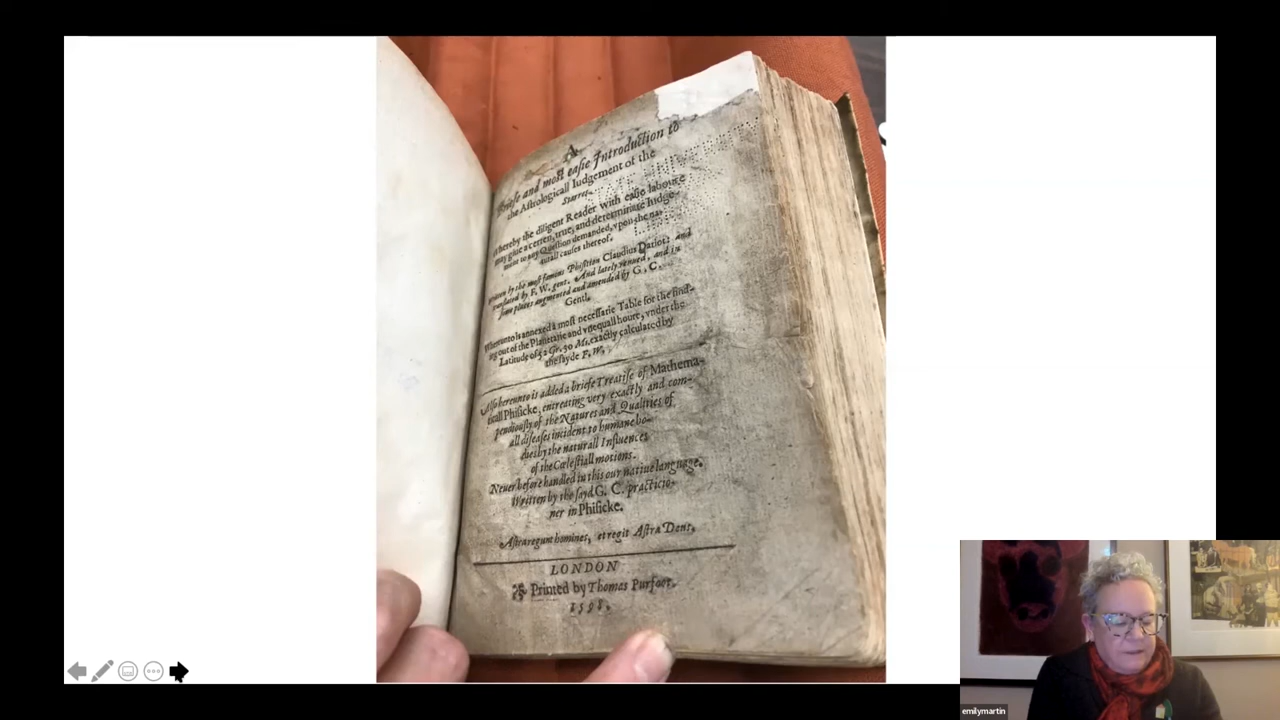 A
Briefe and most easie Introduction to
the Astrologicall Iudgement of the
Starres.
Whereby the diligent Reader with easie laboure
may giue a certen, true, and determinate Iudge-
ment to any Question demanded, vpon the na-
turall causes thereof.
Written by the most famous Phisition Claudius Dariot: and
translated by F. W. gent. And lately renued, and in
some places augmented and amended by G. C.
Gentl.
Whereunto is annexed a most necessarie Table for the find-
ing out of the Planetarie and vnequall houre, vnder the
Latitude of 52 Gr. 30 Ms. exactly calculated by
the sayde F. W.
Also hereunto is added a briefe Treatise of Mathema-
ticall Phisicke, entreating very exactly and com-
pendiously of the Natures and Qualities of
all diseases incident to humane bo-
dies by the naturall Influences
of the Cœlestiall motions.
Neuer before handled in this our natiue language.
Written by the sayd G. C. practicio-
ner in Phisicke.
Astra regunt homines, et regit Astra Deus.
LONDON
Printed by Thomas Purfoot.
1598.
emilymartin